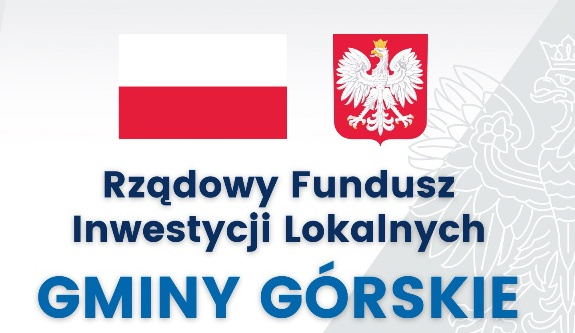 Rządowy Fundusz
Inwestycji Lokalnych
GMINY GÓRSKIE